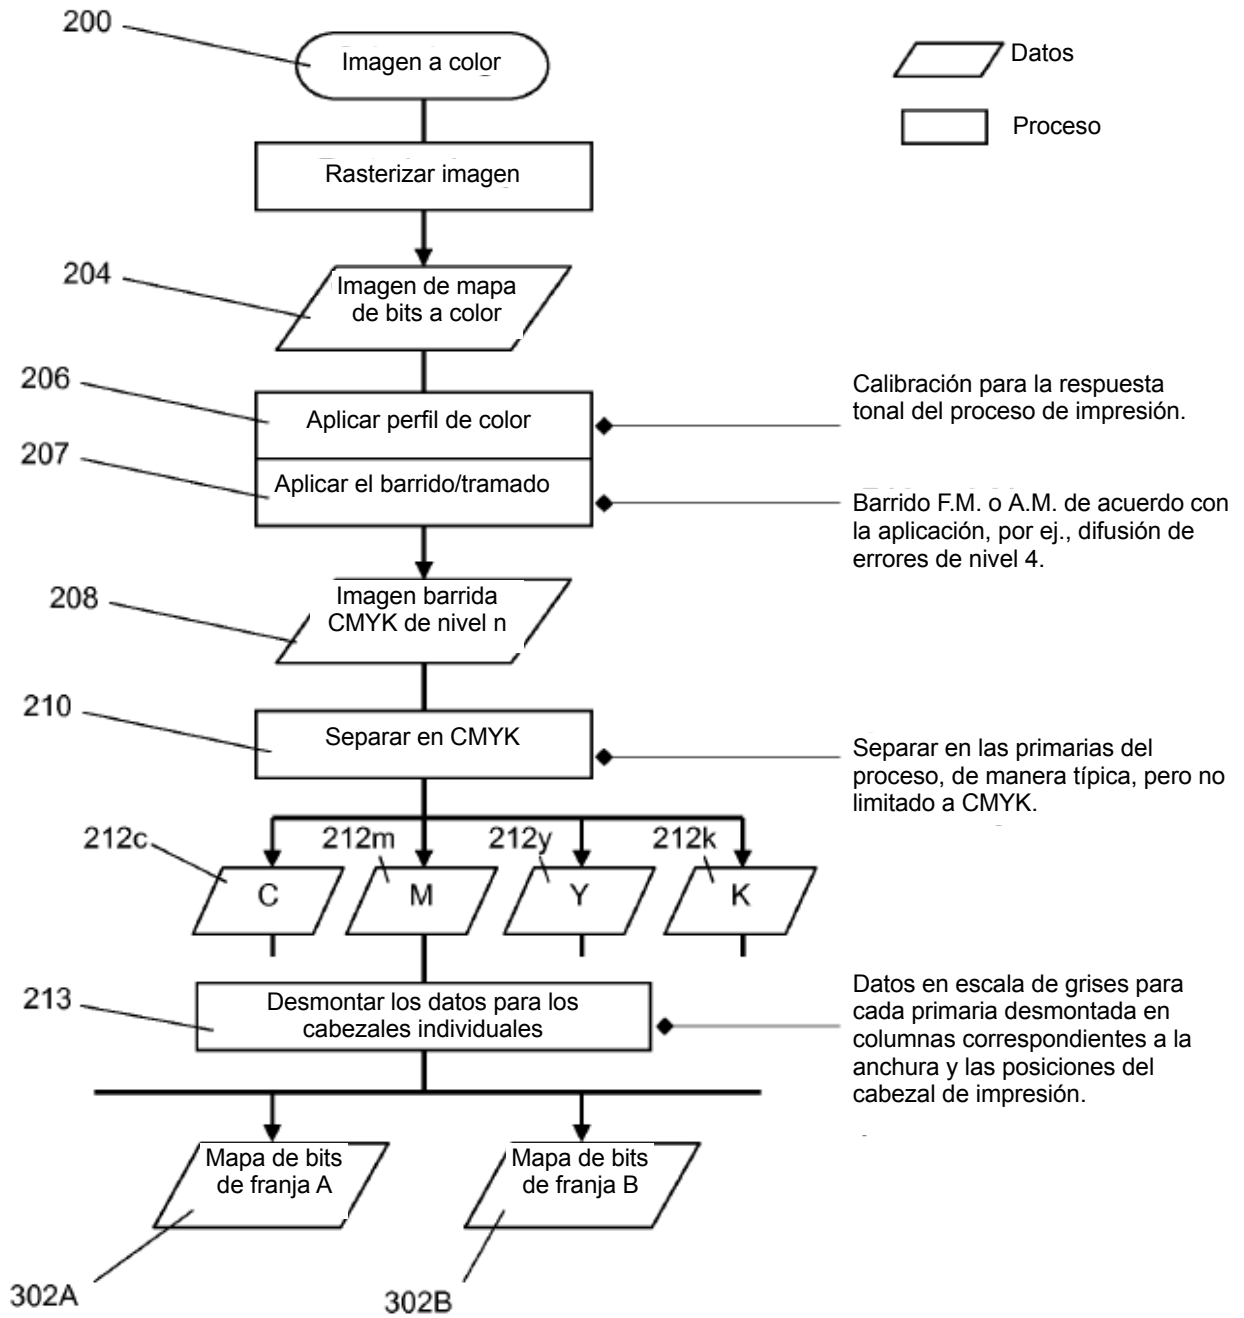 200
Imagen a color
Datos
Proceso
Rasterizar imagen
204
Imagen de mapa
de bits a color
206
Aplicar perfil de color
Calibración para la respuesta
tonal del proceso de impresión.
207
Aplicar el barrido/tramado
Barrido F.M. o A.M. de acuerdo con
la aplicación, por ej., difusión de
errores de nivel 4.
208
Imagen barrida
CMYK de nivel n
210
Separar en CMYK
Separar en las primarias del
proceso, de manera típica, pero no
limitado a CMYK.
212c
212m
212y
212k
C
M
Y
K
213
Desmontar los datos para los
cabezales individuales
Datos en escala de grises para
cada primaria desmontada en
columnas correspondientes a la
anchura y las posiciones del
cabezal de impresión.
Mapa de bits
de franja A
Mapa de bits
de franja B
302A
302B